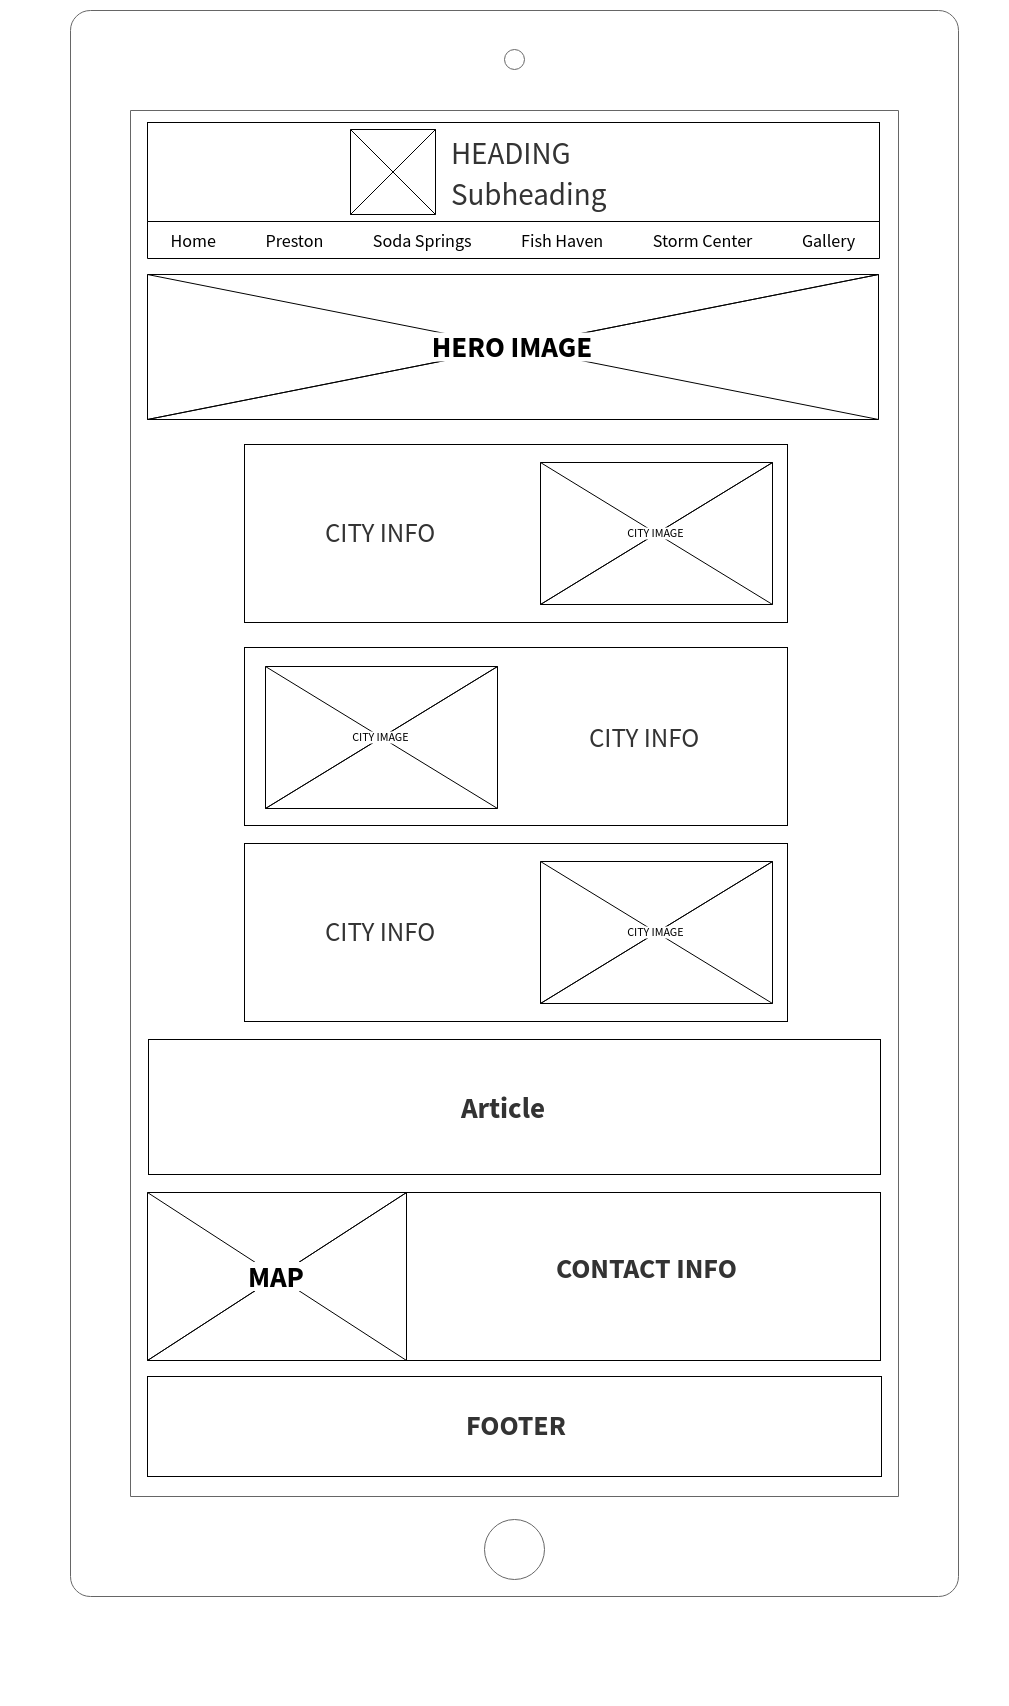 HEADING
Subheading
Home Preston Soda Springs Fish Haven Storm Center Gallery
HERO IMAGE
CITY INFO
CITY IMAGE
CITY IMAGE
CITY INFO
CITY INFO
CITY IMAGE
Article
MAP
CONTACT INFO
FOOTER